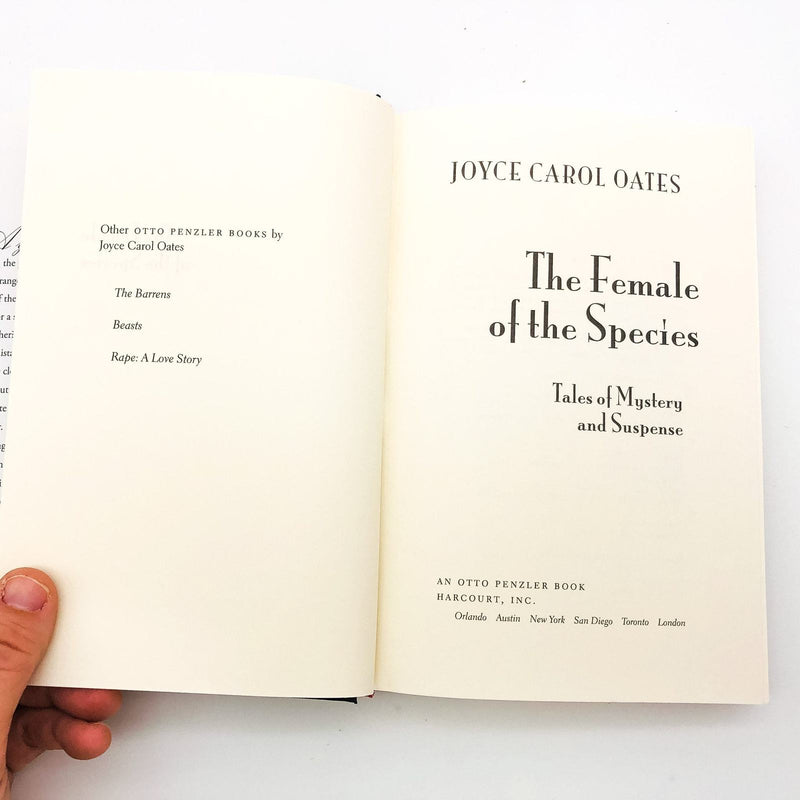 Other OTTO PENZLER BOOKS by
Joyce Carol Oates
The Barrens
Beasts
Rape: A Love Story
JOYCE CAROL OATES
The Female
of the Species
Tales of Mystery
and Suspense
AN OTTO PENZLER BOOK
HARCOURT, INC.
Orlando Austin New York San Diego Toronto London